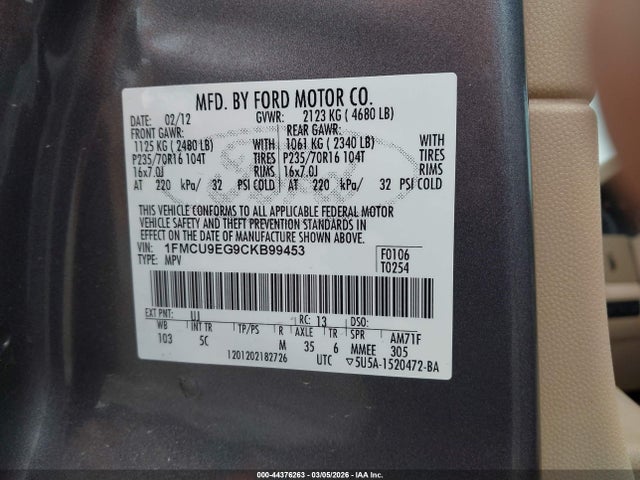 MFD. BY FORD MOTOR CO.
DATE: 02/12 GVWR: 2123 KG ( 4680 LB)
FRONT GAWR: REAR GAWR:
1125 KG ( 2480 LB) WITH 1061 KG ( 2340 LB) WITH
P235/70R16 104T TIRES P235/70R16 104T TIRES
16x7.0J RIMS 16x7.0J RIMS
AT 220 kPa/ 32 PSI COLD AT 220 kPa/ 32 PSI COLD
THIS VEHICLE CONFORMS TO ALL APPLICABLE FEDERAL MOTOR
VEHICLE SAFETY AND THEFT PREVENTION STANDARDS IN
EFFECT ON THE DATE OF MANUFACTURE SHOWN ABOVE.
VIN: 1FMCU9EG9CKB99453 F0106
TYPE: MPV T0254
EXT PNT: UJ RC: 13 DSO:
WB INT TR TP/PS R AXLE TR SPR AM71F
103 5C M 35 6 MMEE 305
1201202182726 UTC ▽5U5A-1520472-BA
000-44376263 - 03/05/2026 - IAA Inc.